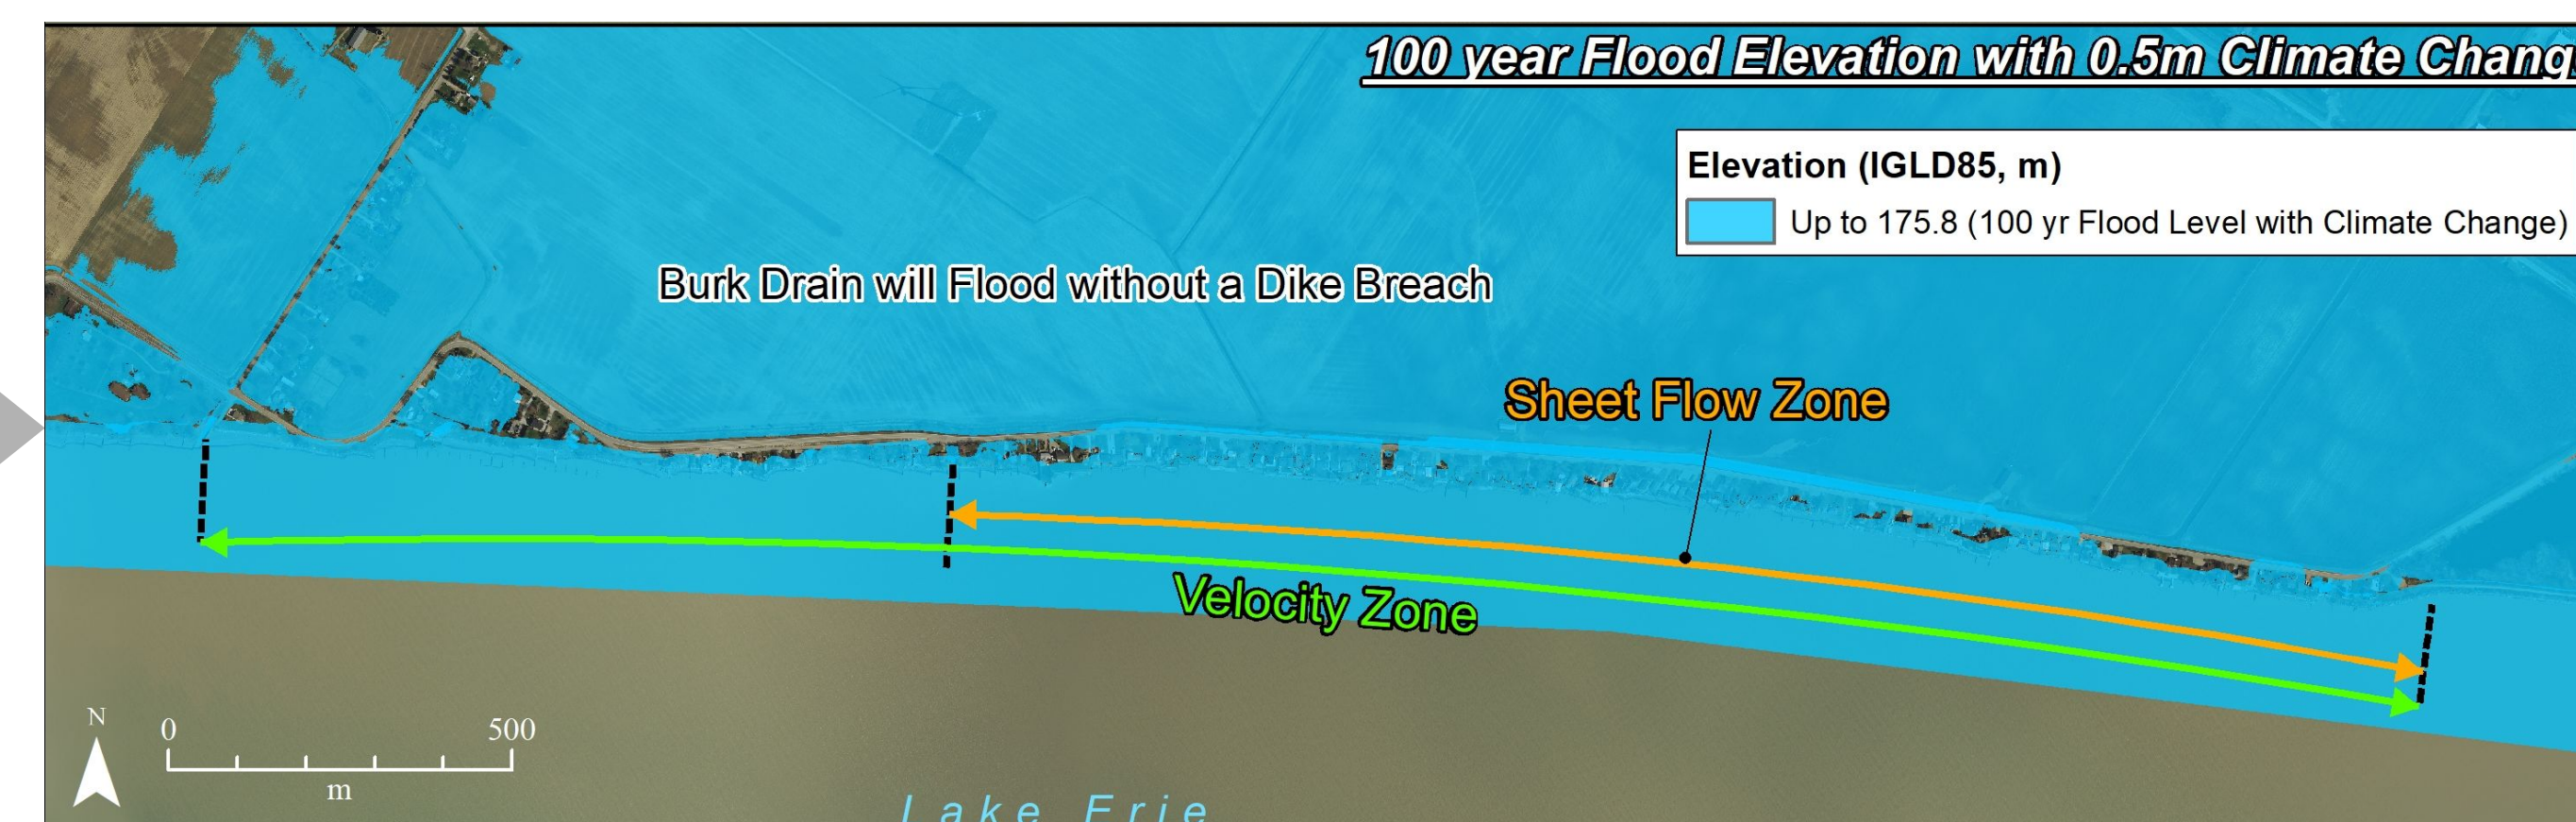 100 year Flood Elevation with 0.5m Climate Chang
Elevation (IGLD85, m)
Up to 175.8 (100 yr Flood Level with Climate Change)
Burk Drain will Flood without a Dike Breach
Sheet Flow Zone
Velocity Zone
N
0 500
m
Lake Erie